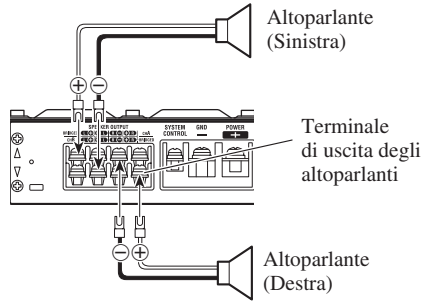 Altoparlante
(Sinistra)
SPEAKER OUTPUT
SYSTEM
CONTROL
GND
POWER
Terminale
di uscita degli
altoparlanti
Altoparlante
(Destra)